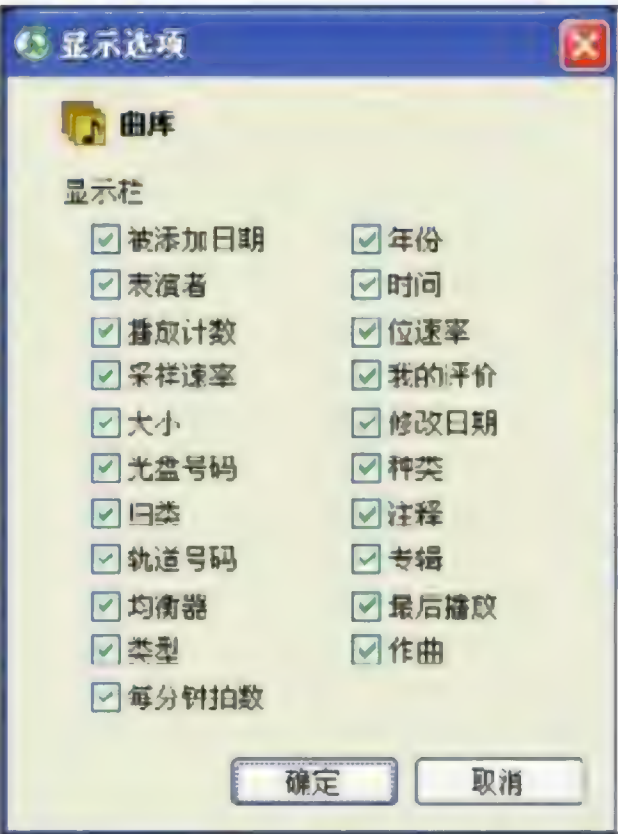 显示选项
曲库
显示栏
被添加日期
表演者
播放计数
采样速率
大小
光盘号码
归类
轨道号码
均衡器
类型
每分钟拍数
年份
时间
位速率
我的评价
修改日期
种类
注释
专辑
最后播放
作曲
确定
取消